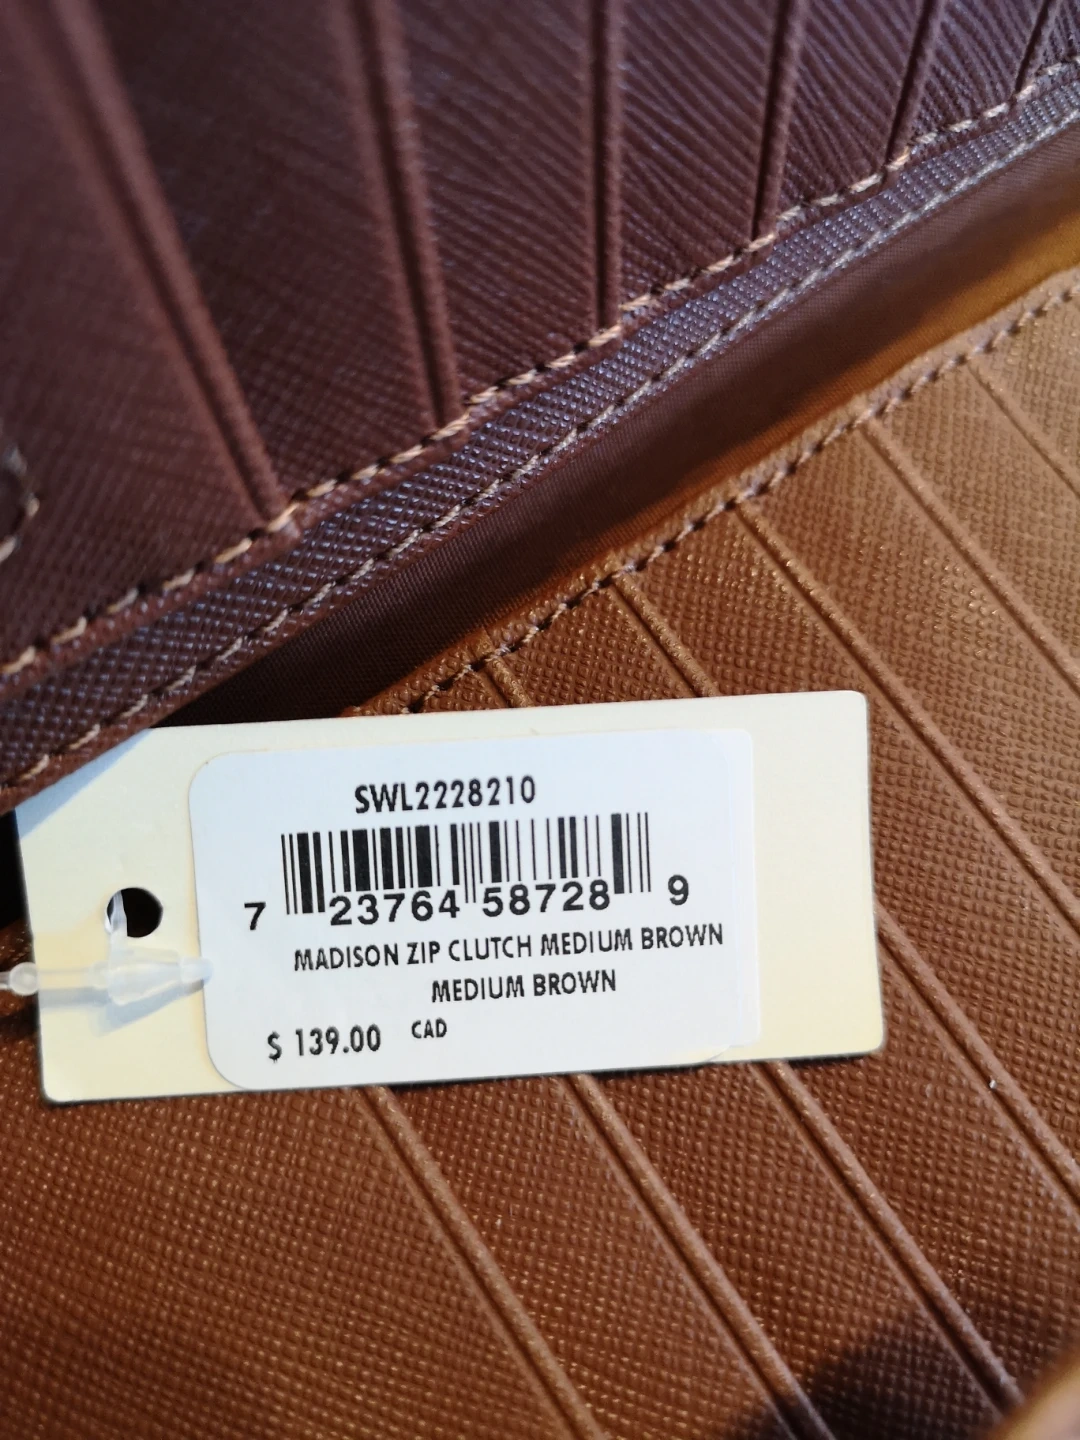 SWL2228210
7 23764 58728 9
MADISON ZIP CLUTCH MEDIUM BROWN
MEDIUM BROWN
$ 139.00 CAD